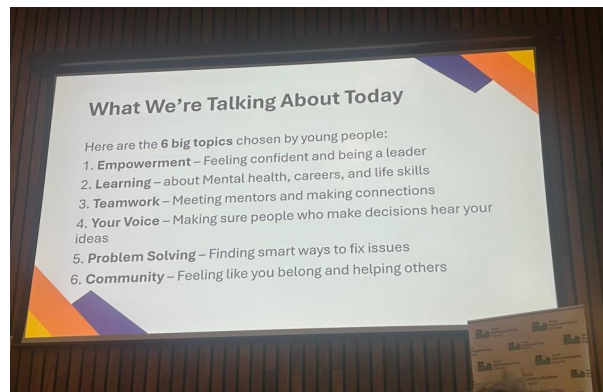 What We're Talking About Today
Here are the 6 big topics chosen by young people:
1. Empowerment – Feeling confident and being a leader
2. Learning – about Mental health, careers, and life skills
3. Teamwork – Meeting mentors and making connections
4. Your Voice – Making sure people who make decisions hear your
ideas
5. Problem Solving – Finding smart ways to fix issues
6. Community – Feeling like you belong and helping others